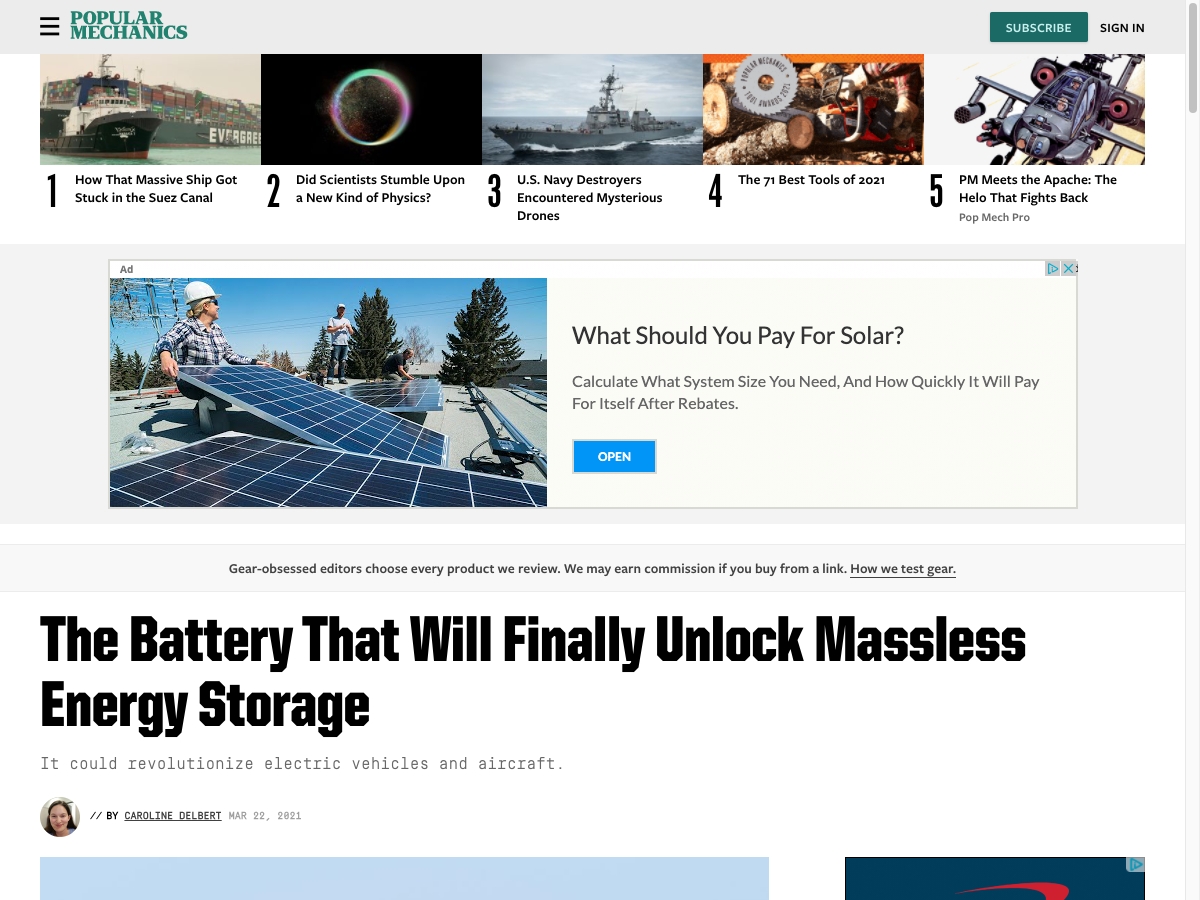 POPULAR
MECHANICS
SUBSCRIBE
SIGN IN
EVERGREE
POPULAR MECHANICS
TOOL AWARDS 2021
1
How That Massive Ship Got
Stuck in the Suez Canal
2
Did Scientists Stumble Upon
a New Kind of Physics?
3
U.S. Navy Destroyers
Encountered Mysterious
Drones
4
The 71 Best Tools of 2021
5
PM Meets the Apache: The
Helo That Fights Back
Pop Mech Pro
Ad
What Should You Pay For Solar?
Calculate What System Size You Need, And How Quickly It Will Pay
For Itself After Rebates.
OPEN
Gear-obsessed editors choose every product we review. We may earn commission if you buy from a link. How we test gear.
The Battery That Will Finally Unlock Massless
Energy Storage
It could revolutionize electric vehicles and aircraft.
// BY CAROLINE DELBERT MAR 22, 2021